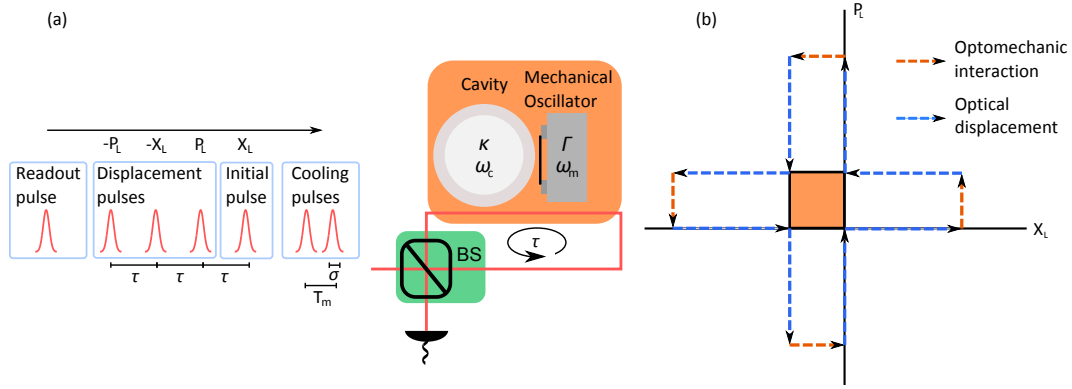 (a)
-P_L -X_L P_L X_L
Readout
pulse
Displacement
pulses
Initial
pulse
Cooling
pulses
τ τ τ
σ
T_m
Cavity
Mechanical
Oscillator
κ
ω_c
Γ
ω_m
τ
BS
(b)
P_L
X_L
Optomechanic
interaction
Optical
displacement